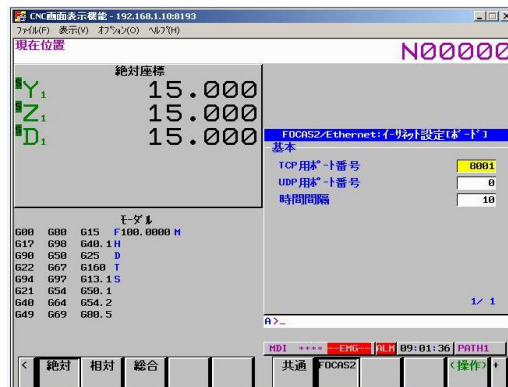 CNC画面表示機能 - 192.168.1.10:8193
ファイル(F) 表示(V) オプション(O) ヘルプ(H)
現在位置
N00000
絶対座標
S Y1 15.000
S Z1 15.000
S D1 15.000
FOCAS2/Ethernet:イーサネット設定[ボード]
基本
TCP用ポート番号 8001
UDP用ポート番号 0
時間間隔 10
モーダル
G00 G80 G15 F100.0000 M
G17 G98 G40.1 H
G90 G50 G25 D
G22 G67 G160 T
G94 G97 G13.1 S
G21 G54 G50.1
G40 G64 G54.2
G49 G69 G80.5
1/ 1
A>_
MDI **** --EMG-- ALM 09:01:36 PATH1
< 絶対 相対 総合 共通 FOCAS2 (操作) +